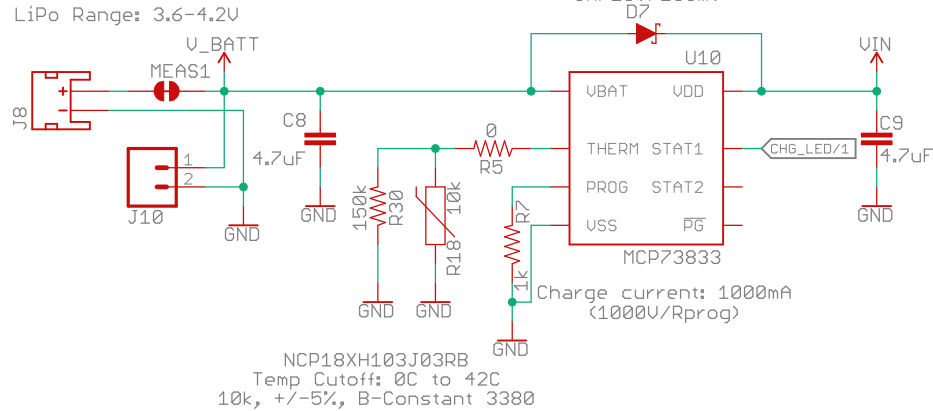 LiPo Range: 3.6-4.2V
D7
V_BATT
VIN
MEAS1
U10
J8
+
-
VBAT
VDD
C8
4.7uF
C9
4.7uF
0
R5
THERM
STAT1
CHG_LED/1
1
2
J10
150k
R30
10k
R18
PROG
STAT2
R7
1k
VSS
PG
GND
GND
GND
MCP73833
GND
GND
Charge current: 1000mA
(1000V/Rprog)
GND
NCP18XH103J03RB
Temp Cutoff: 0C to 42C
10k, +/-5%, B-Constant 3380